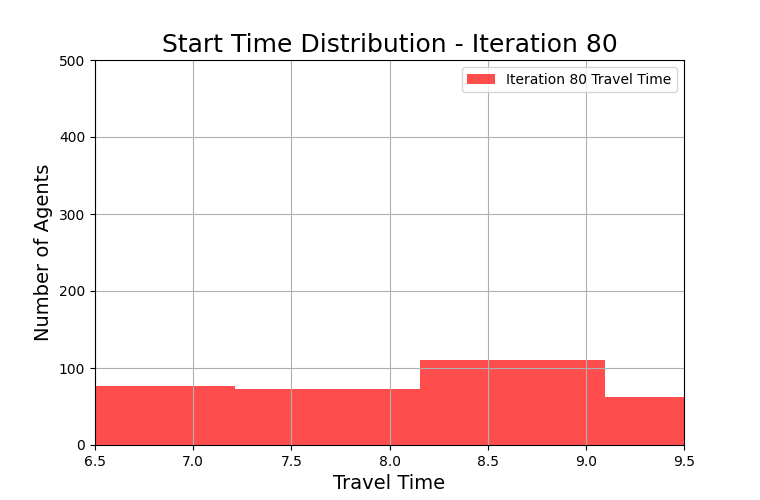 Start Time Distribution - Iteration 80
Iteration 80 Travel Time
500
400
300
200
100
0
Number of Agents
6.5 7.0 7.5 8.0 8.5 9.0 9.5
Travel Time